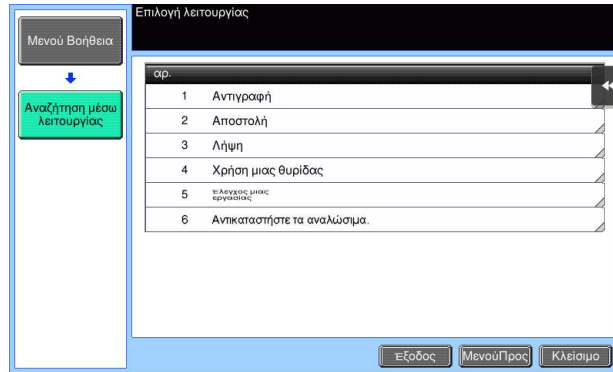 Επιλογή λειτουργίας
Μενού Βοήθεια
Αναζήτηση μέσω
λειτουργίας
αρ.
1 Αντιγραφή
2 Αποστολή
3 Λήψη
4 Χρήση μιας θυρίδας
5 Έλεγχος μιας
εργασίας
6 Αντικαταστήστε τα αναλώσιμα.
Έξοδος ΜενούΠρος Κλείσιμο